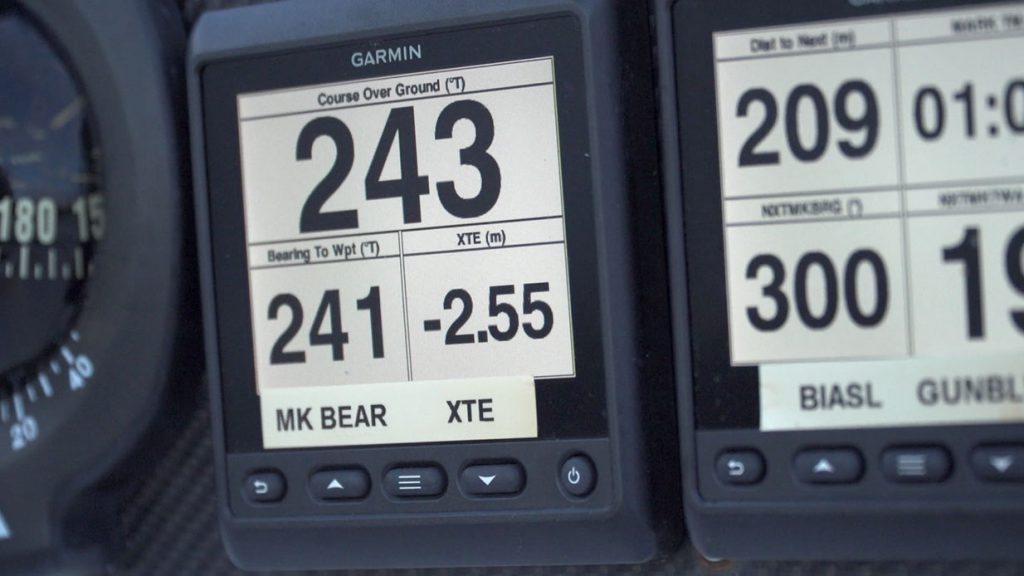 GARMIN
Course Over Ground (°T)
243
Bearing To Wpt (°T)
XTE (m)
241
-2.55
MK BEAR XTE
Dist to Next (m)
209
01:0
NXTMKBRG (°)
300
19
BIASL GUNBL
180 15
40
20